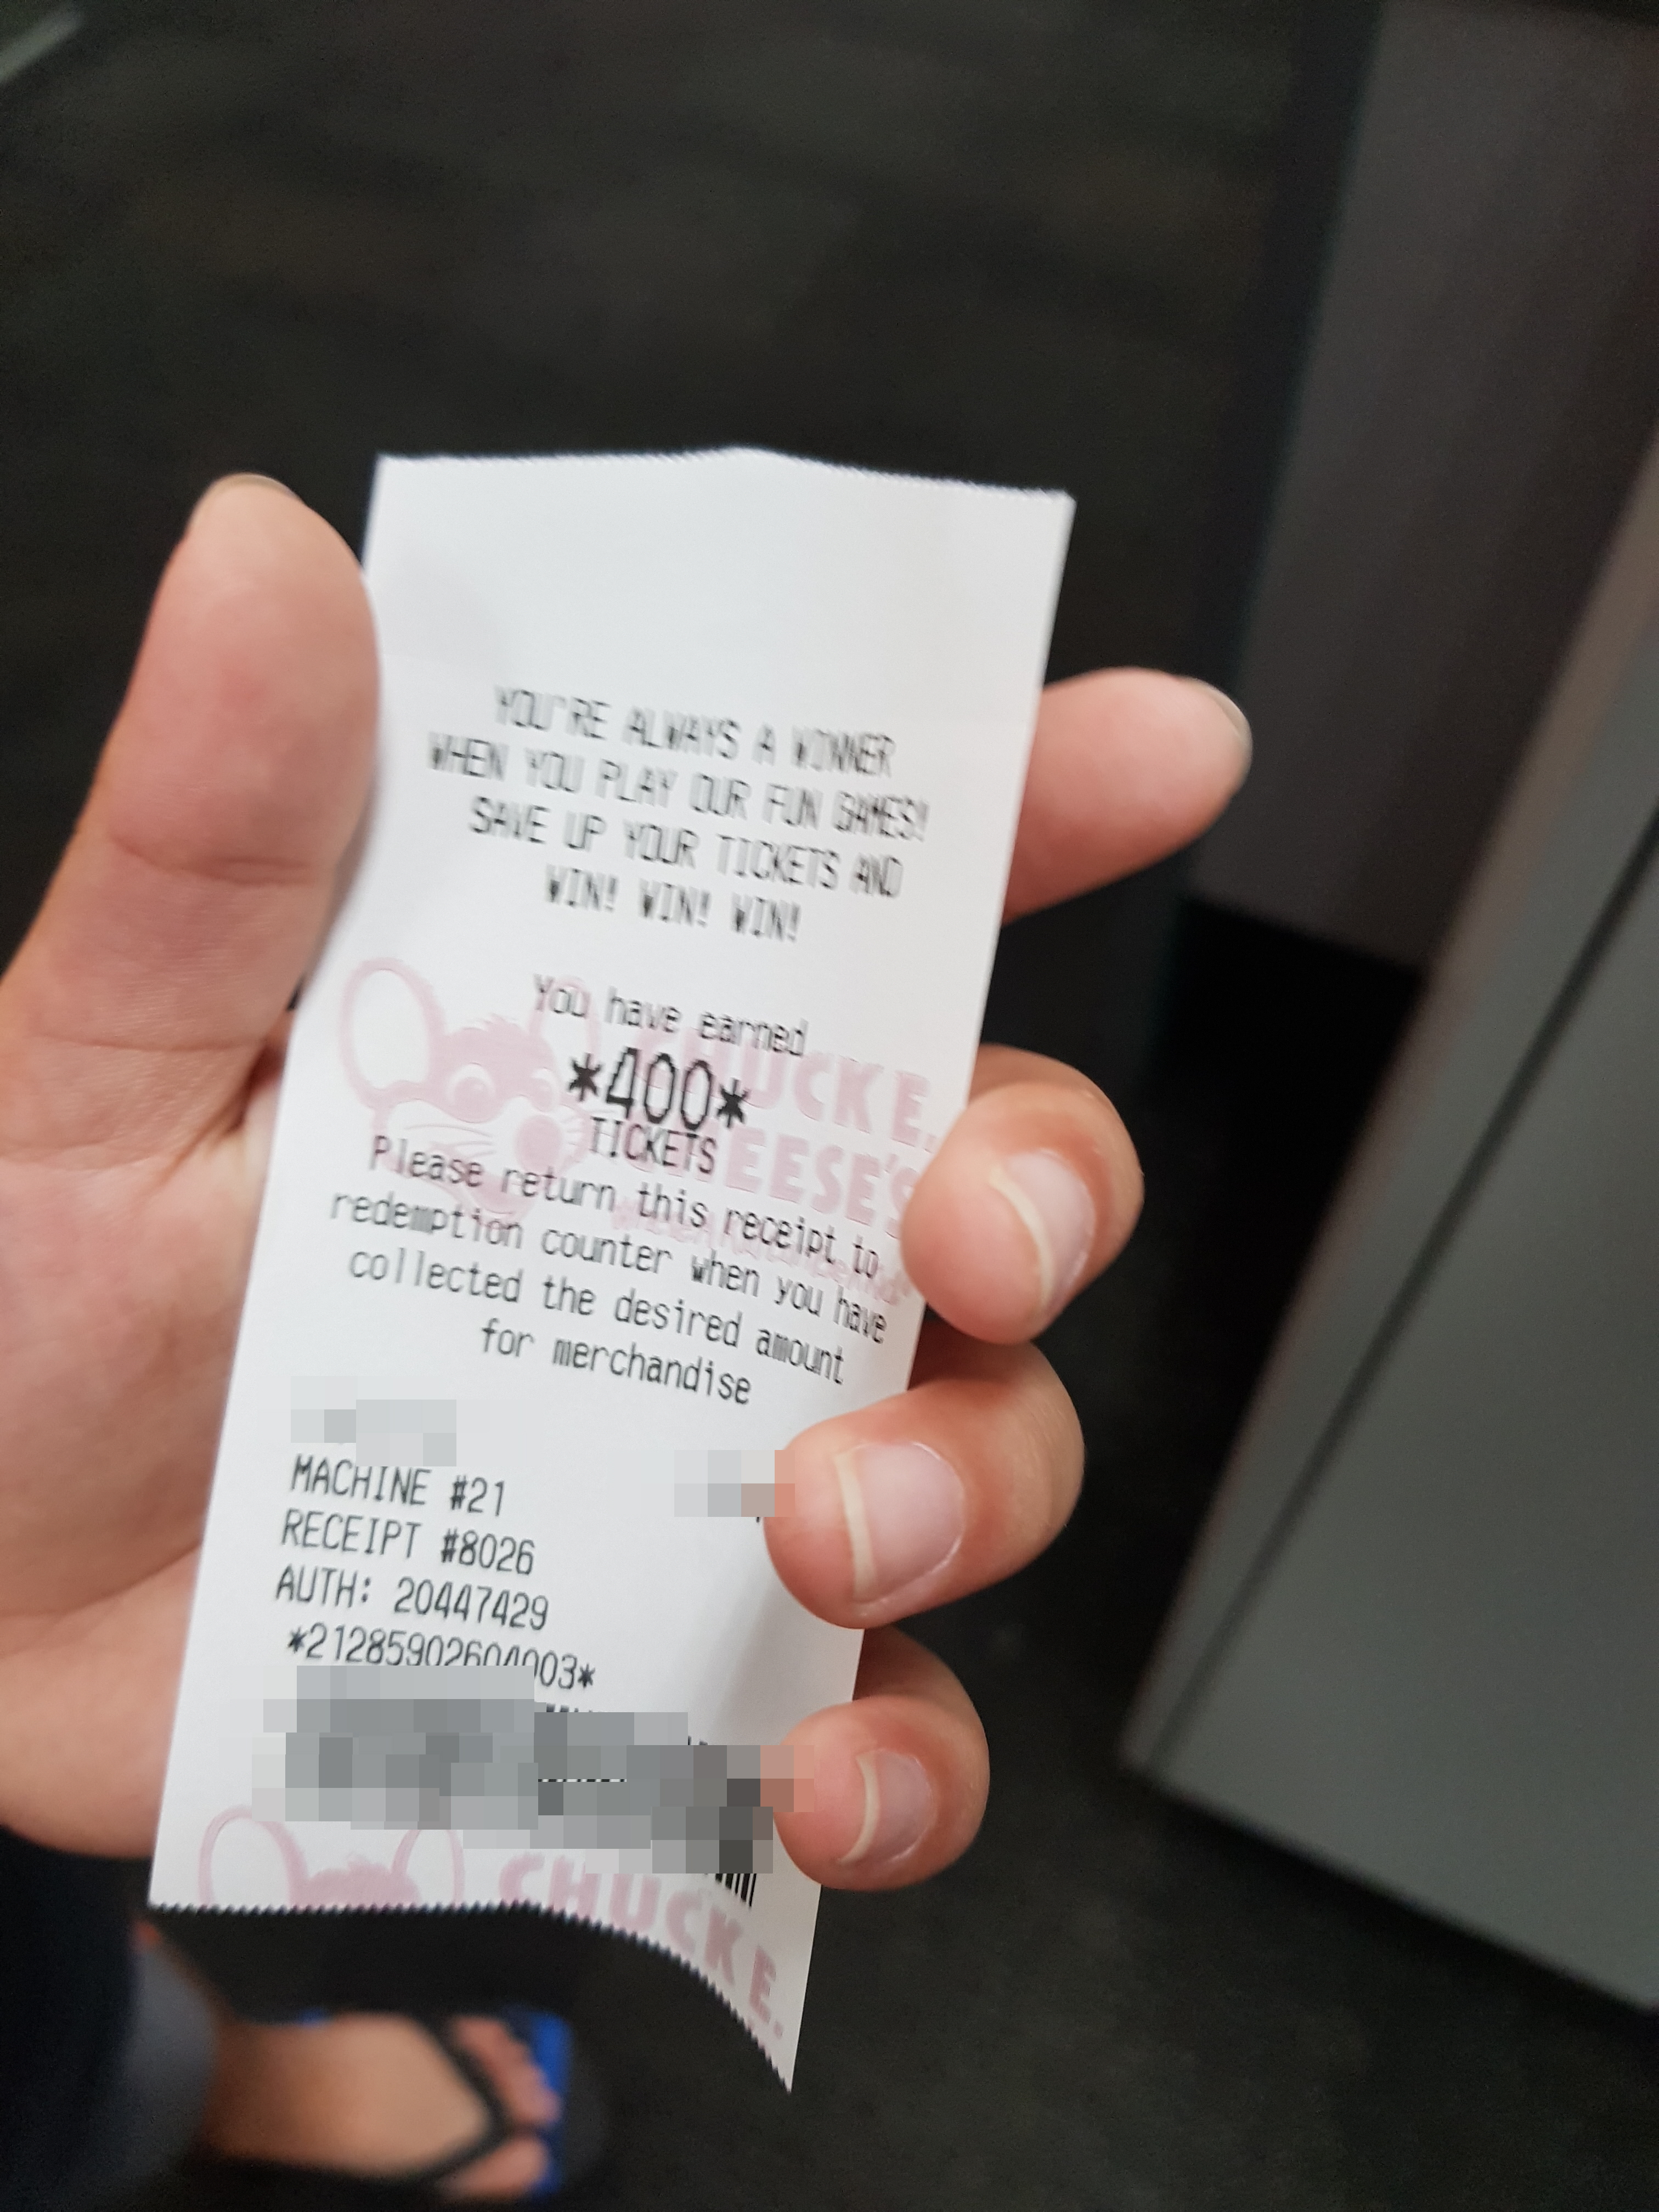 YOU'RE ALWAYS A WINNER
WHEN YOU PLAY OUR FUN GAMES!
SAVE UP YOUR TICKETS AND
WIN! WIN! WIN!
You have earned
*400*
TICKETS
CHUCK E.
CHEESE'S
Please return this receipt to
redemption counter when you have
collected the desired amount
for merchandise
MACHINE #21
RECEIPT #8026
AUTH: 20447429
*21285902604003*
CHUCK E.